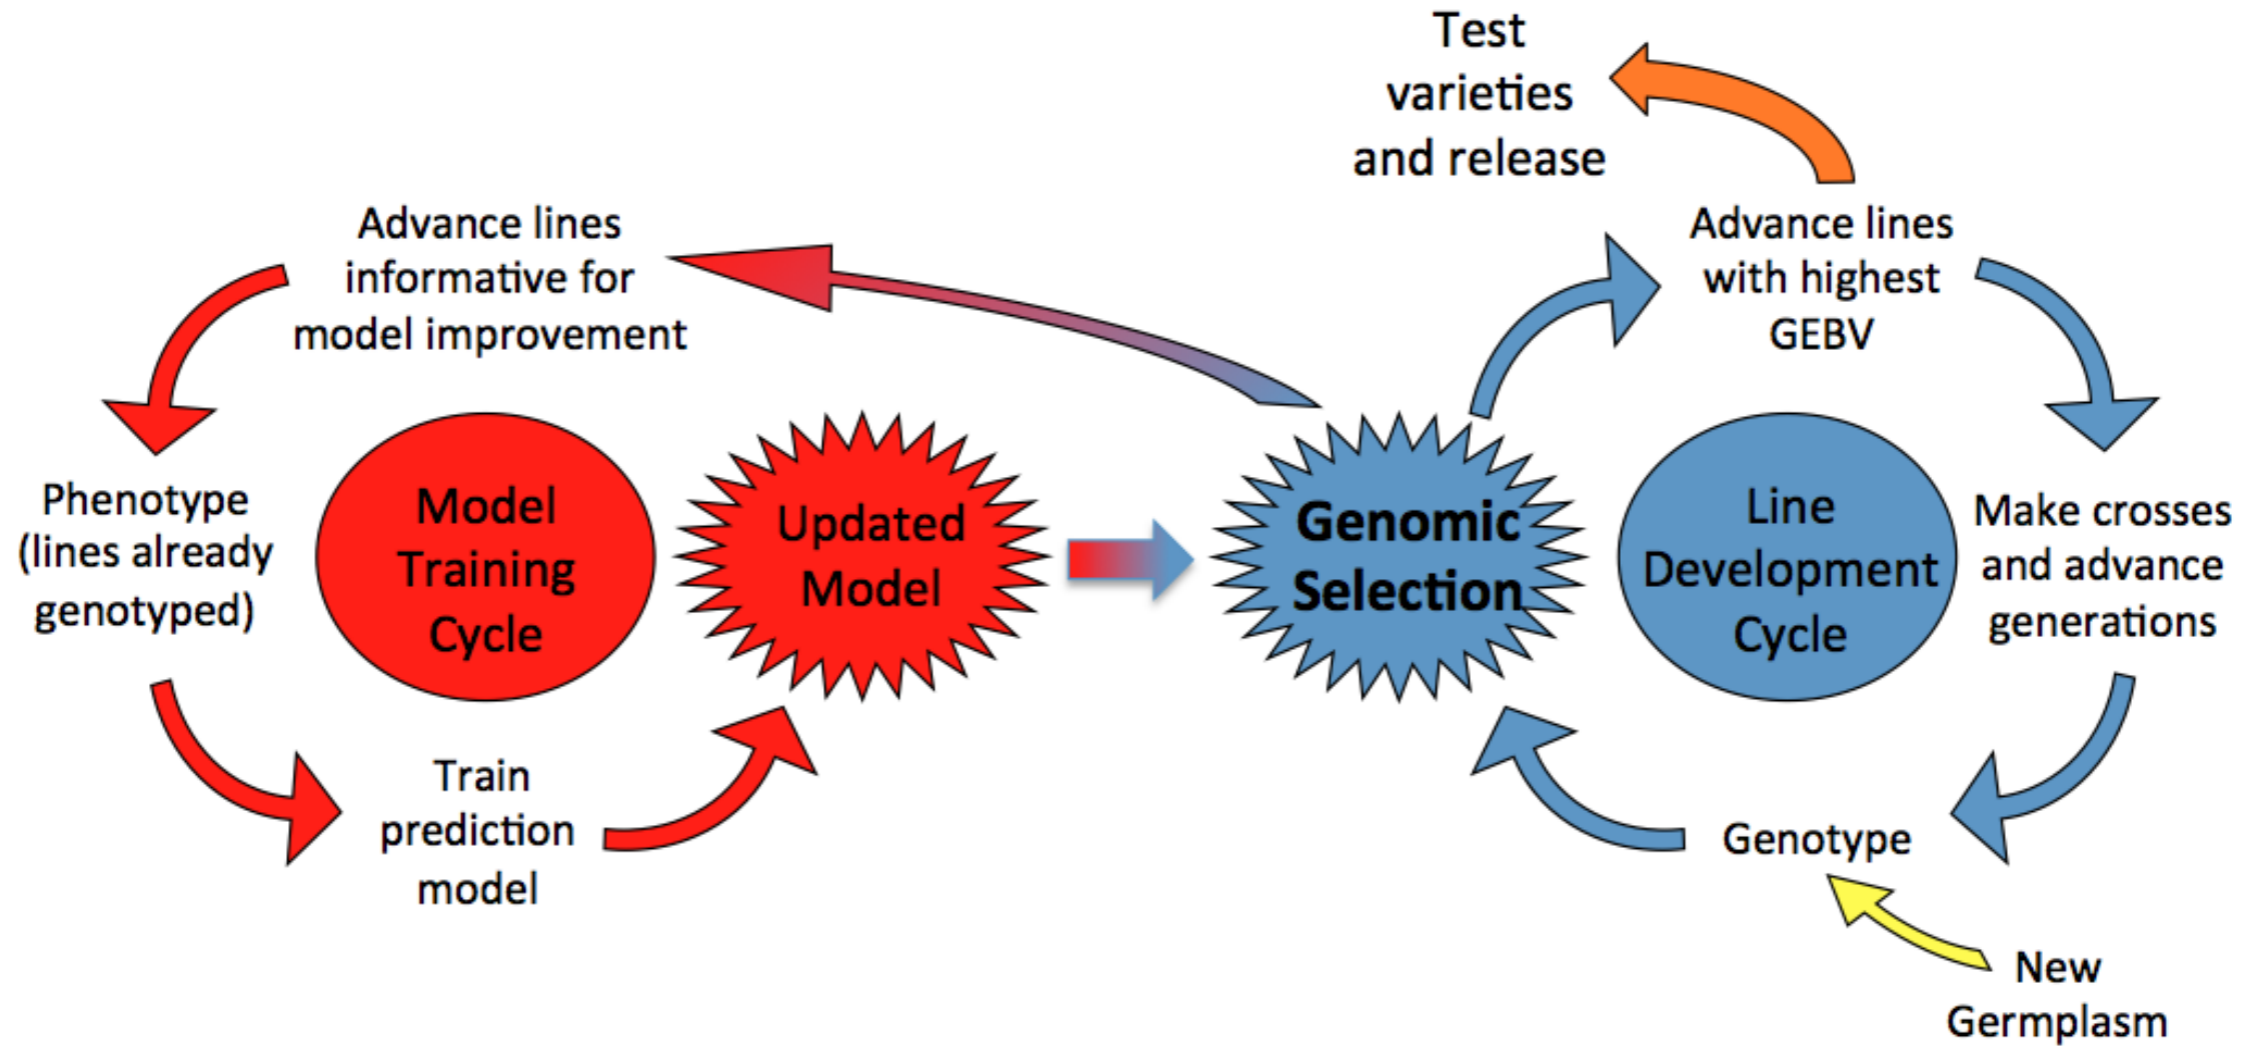 Test
varieties
and release
Advance lines
informative for
model improvement
Advance lines
with highest
GEBV
Phenotype
(lines already
genotyped)
Model
Training
Cycle
Updated
Model
Genomic
Selection
Line
Development
Cycle
Make crosses
and advance
generations
Train
prediction
model
Genotype
New
Germplasm